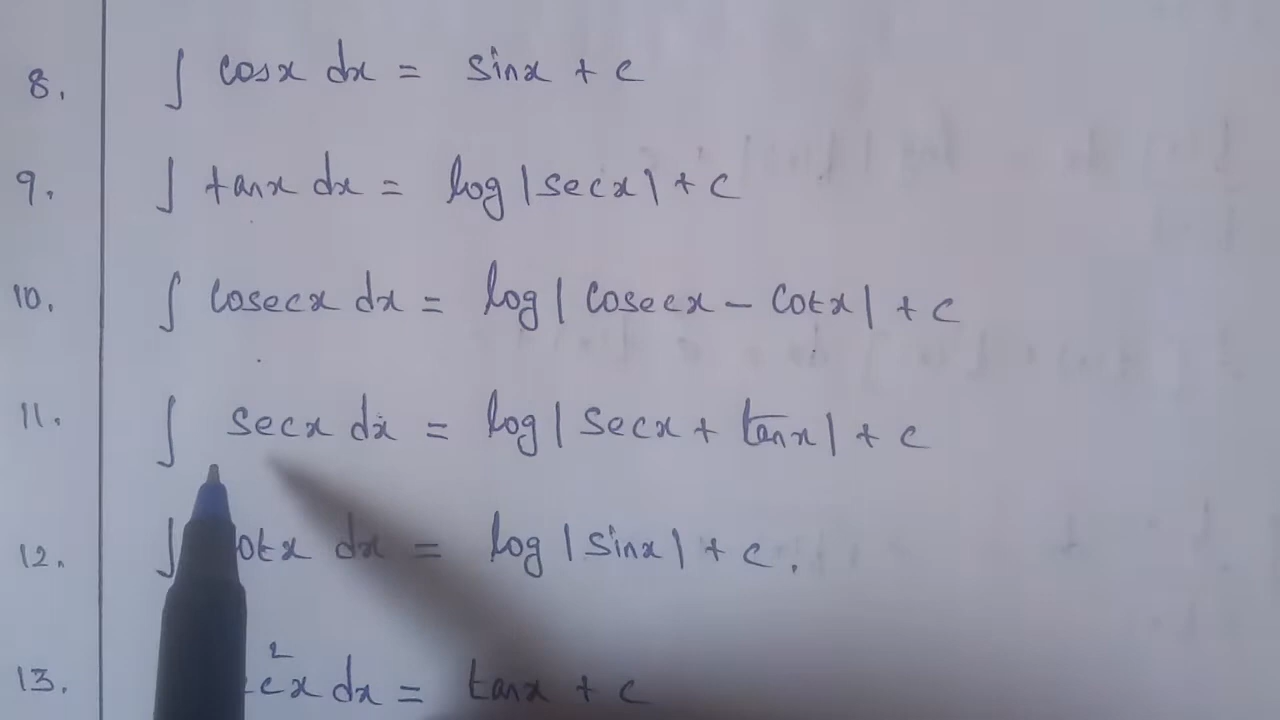 8. ∫ cosx dx = sinx + c
9. ∫ tanx dx = log|secx| + c
10. ∫ cosecx dx = log|cosecx - cotx| + c
11. ∫ secx dx = log|secx + tanx| + c
12. ∫ otx dx = log|sinx| + c.
13. c²x dx = tanx + c